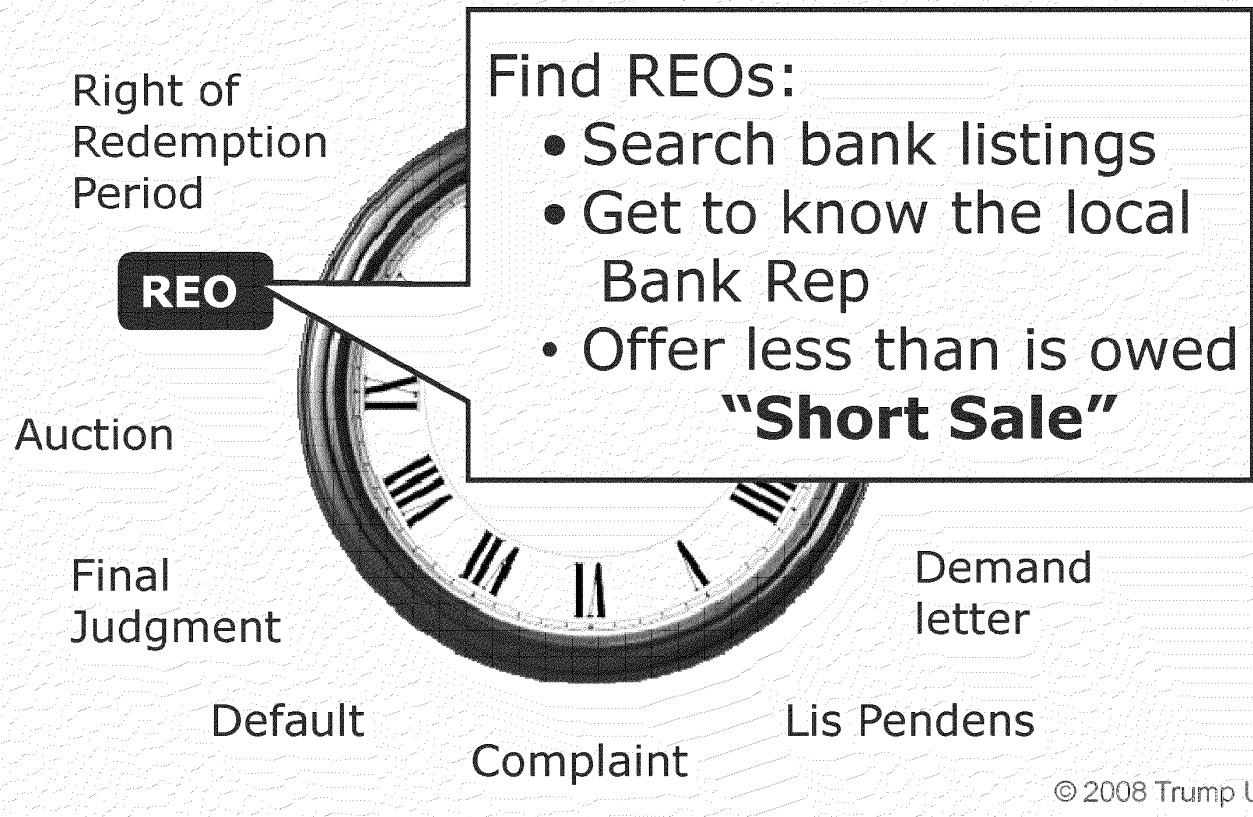 Find REOs:
• Search bank listings
• Get to know the local
Bank Rep
• Offer less than is owed
“Short Sale”
Right of
Redemption
Period
REO
Auction
Final
Judgment
Default
Complaint
Lis Pendens
Demand
letter
© 2008 Trump U